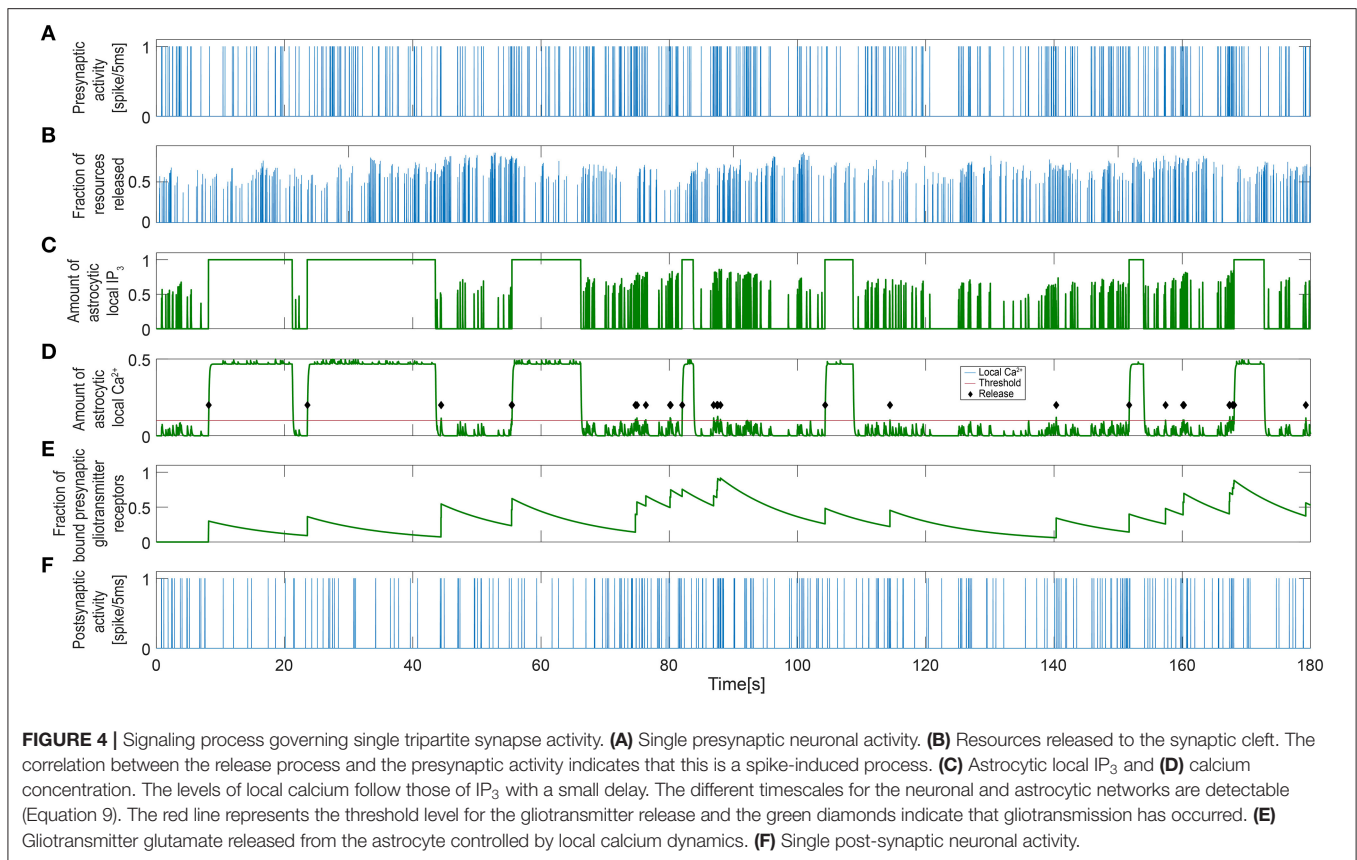 A
Presynaptic
activity
[spike/5ms]
1
0
B
Fraction of
resources
released
0.5
0
C
Amount of
astrocytic
local IP₃
1
0.5
0
D
Amount of
astrocytic
local Ca²⁺
0.5
0
Local Ca²⁺
Threshold
Release
E
Fraction of
bound presynaptic
gliotransmitter
receptors
1
0.5
0
F
Postsynaptic
activity
[spike/5ms]
1
0
0 20 40 60 80 100 120 140 160 180
Time[s]
FIGURE 4 | Signaling process governing single tripartite synapse activity. (A) Single presynaptic neuronal activity. (B) Resources released to the synaptic cleft. The
correlation between the release process and the presynaptic activity indicates that this is a spike-induced process. (C) Astrocytic local IP₃ and (D) calcium
concentration. The levels of local calcium follow those of IP₃ with a small delay. The different timescales for the neuronal and astrocytic networks are detectable
(Equation 9). The red line represents the threshold level for the gliotransmitter release and the green diamonds indicate that gliotransmission has occurred. (E)
Gliotransmitter glutamate released from the astrocyte controlled by local calcium dynamics. (F) Single post-synaptic neuronal activity.